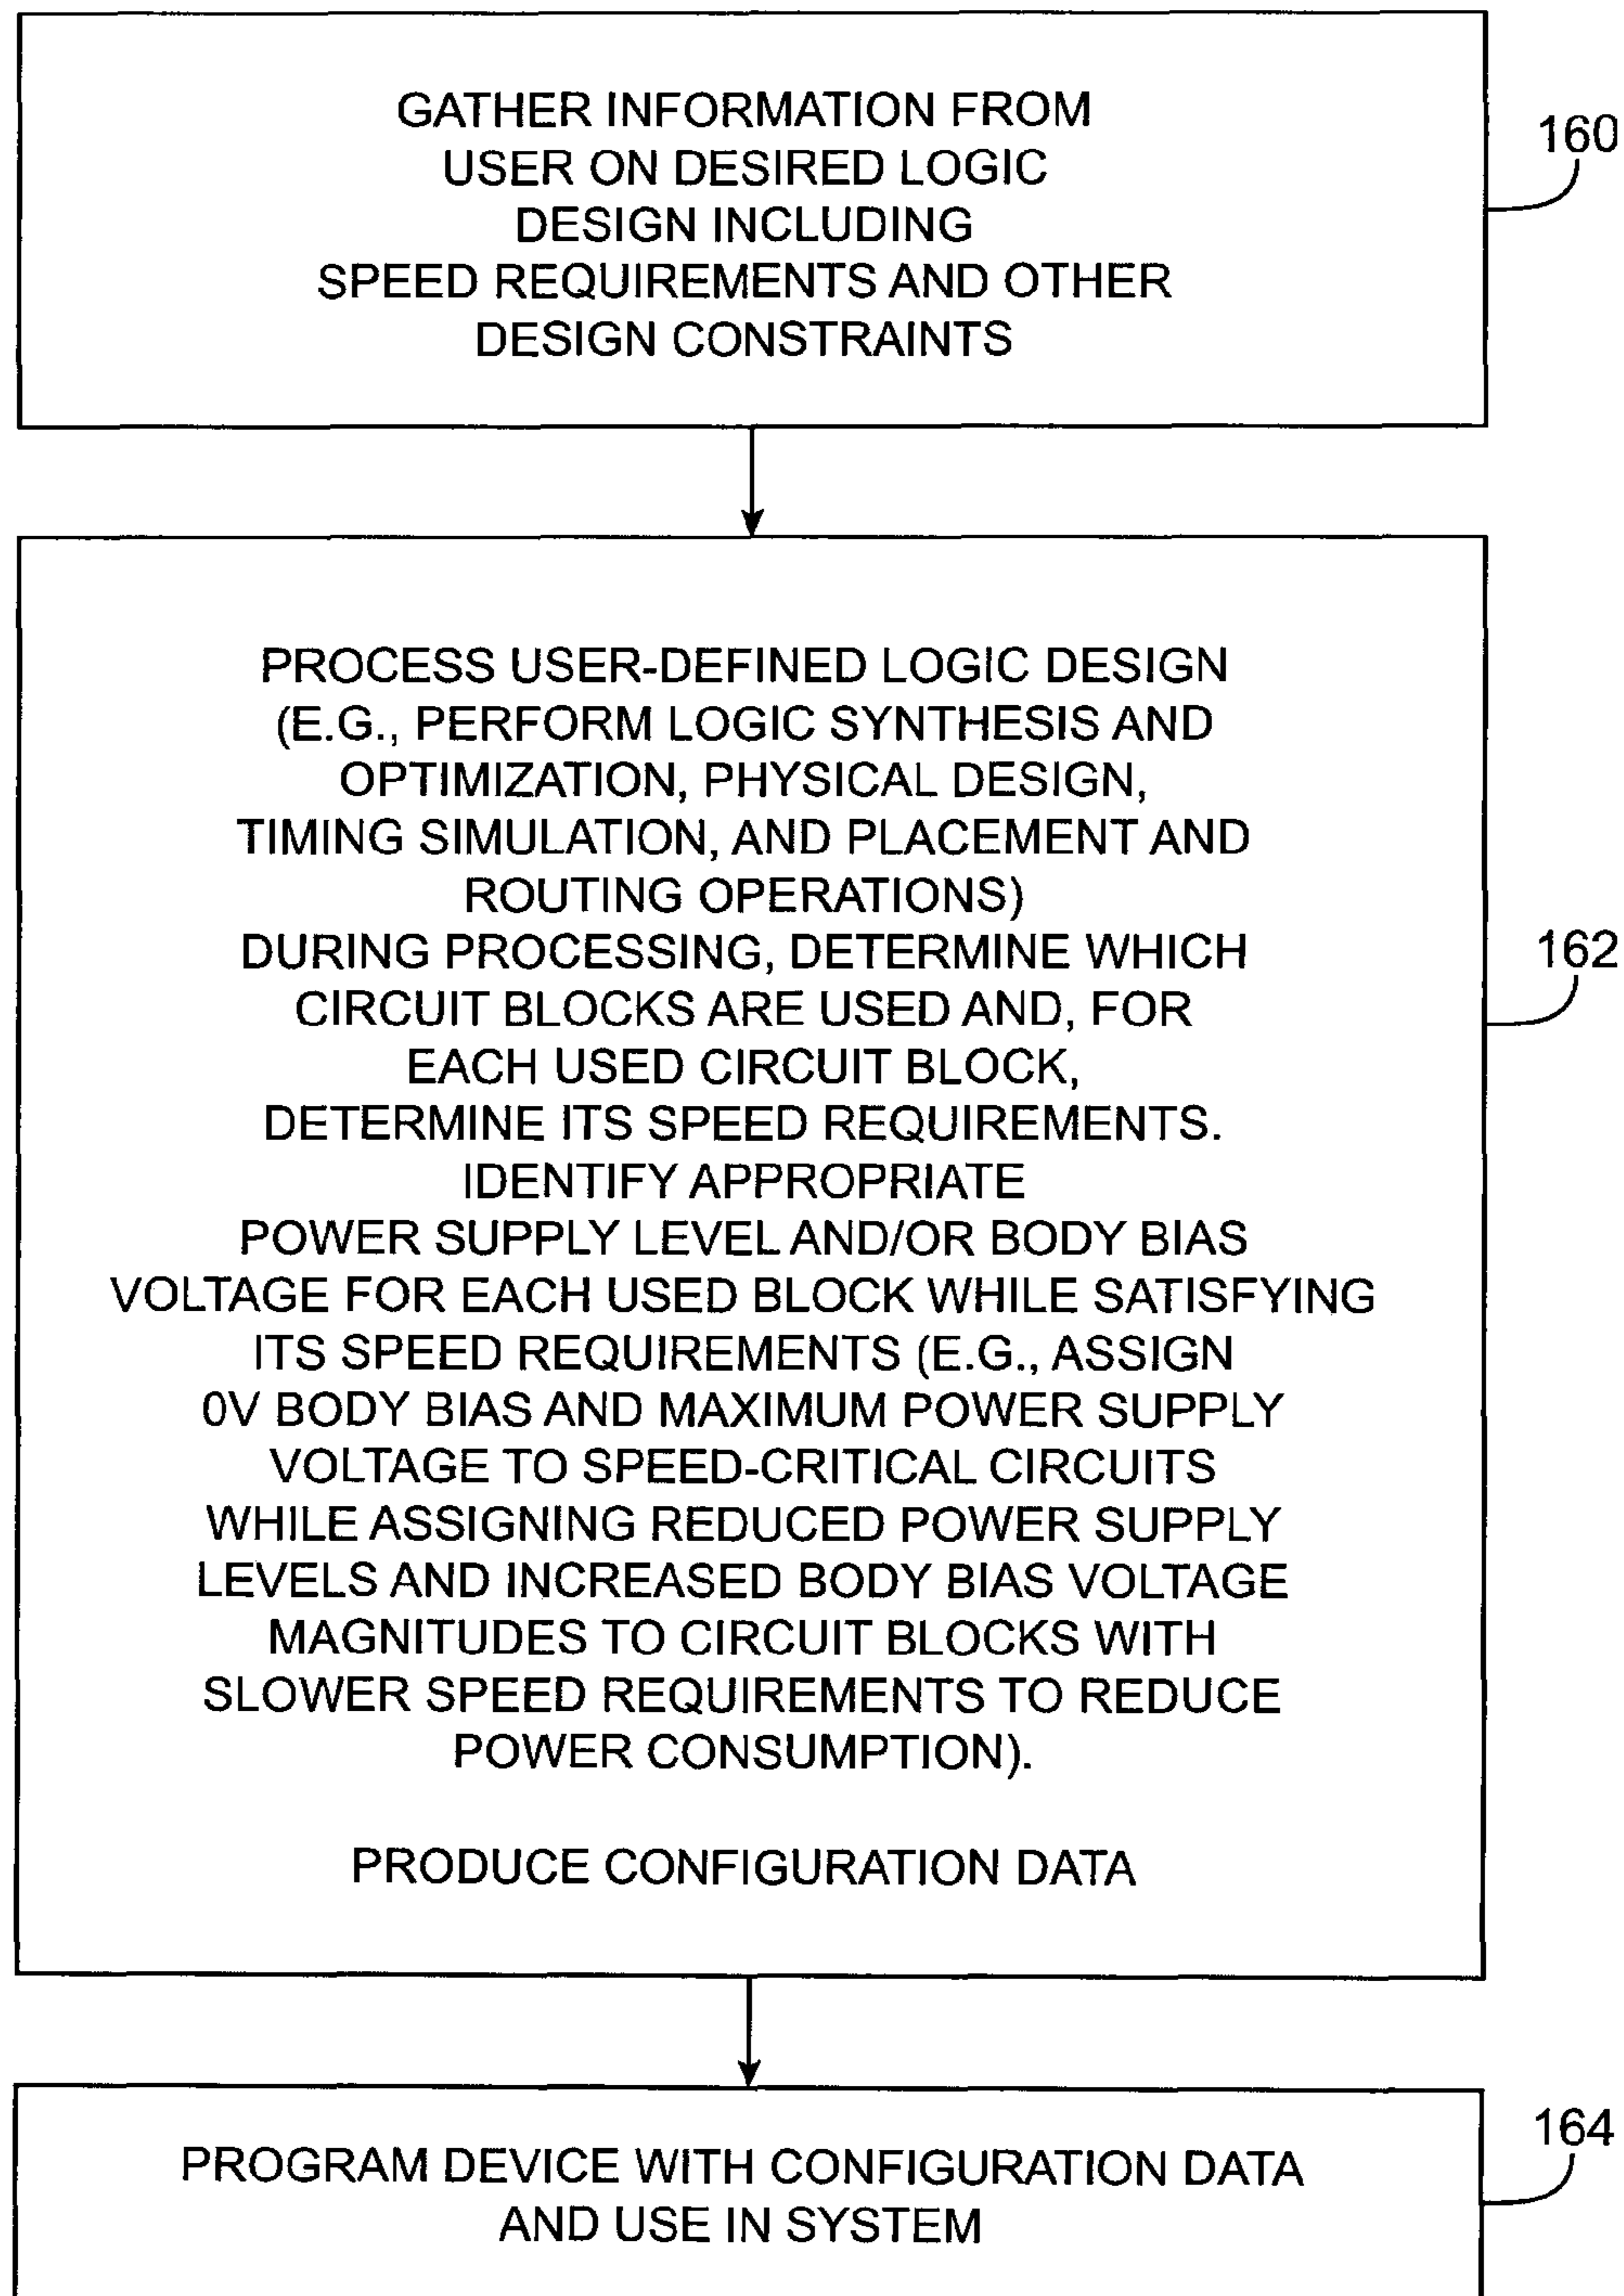 GATHER INFORMATION FROM
USER ON DESIRED LOGIC
DESIGN INCLUDING
SPEED REQUIREMENTS AND OTHER
DESIGN CONSTRAINTS
160
PROCESS USER-DEFINED LOGIC DESIGN
(E.G., PERFORM LOGIC SYNTHESIS AND
OPTIMIZATION, PHYSICAL DESIGN,
TIMING SIMULATION, AND PLACEMENT AND
ROUTING OPERATIONS)
DURING PROCESSING, DETERMINE WHICH
CIRCUIT BLOCKS ARE USED AND, FOR
EACH USED CIRCUIT BLOCK,
DETERMINE ITS SPEED REQUIREMENTS.
IDENTIFY APPROPRIATE
POWER SUPPLY LEVEL AND/OR BODY BIAS
VOLTAGE FOR EACH USED BLOCK WHILE SATISFYING
ITS SPEED REQUIREMENTS (E.G., ASSIGN
0V BODY BIAS AND MAXIMUM POWER SUPPLY
VOLTAGE TO SPEED-CRITICAL CIRCUITS
WHILE ASSIGNING REDUCED POWER SUPPLY
LEVELS AND INCREASED BODY BIAS VOLTAGE
MAGNITUDES TO CIRCUIT BLOCKS WITH
SLOWER SPEED REQUIREMENTS TO REDUCE
POWER CONSUMPTION).
PRODUCE CONFIGURATION DATA
162
PROGRAM DEVICE WITH CONFIGURATION DATA
AND USE IN SYSTEM
164